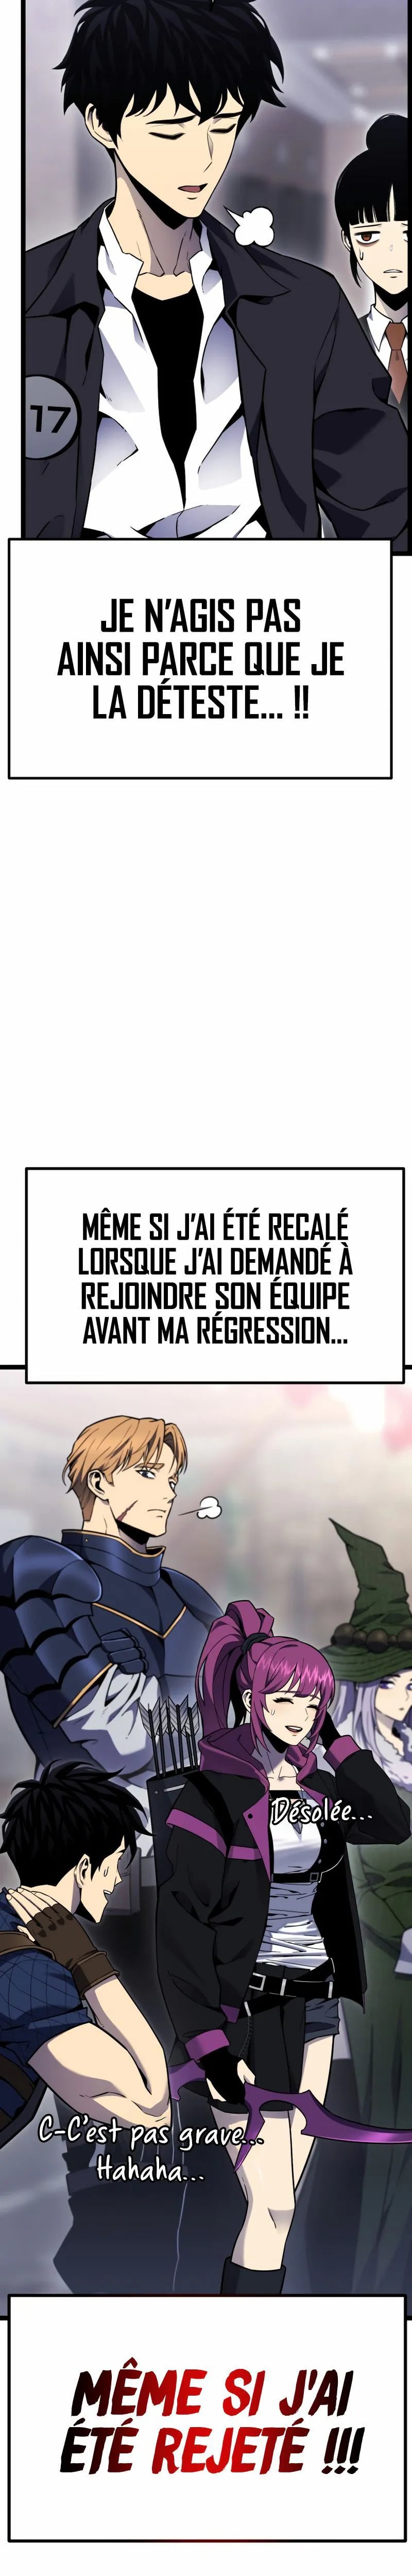 17
JE N'AGIS PAS
AINSI PARCE QUE JE
LA DÉTESTE... !!
MÊME SI J'AI ÉTÉ RECALÉ
LORSQUE J'AI DEMANDÉ À
REJOINDRE SON ÉQUIPE
AVANT MA RÉGRESSION...
Désolée...
C-C'est pas grave...
Hahaha...
MÊME SI J'AI
ÉTÉ REJETÉ !!!